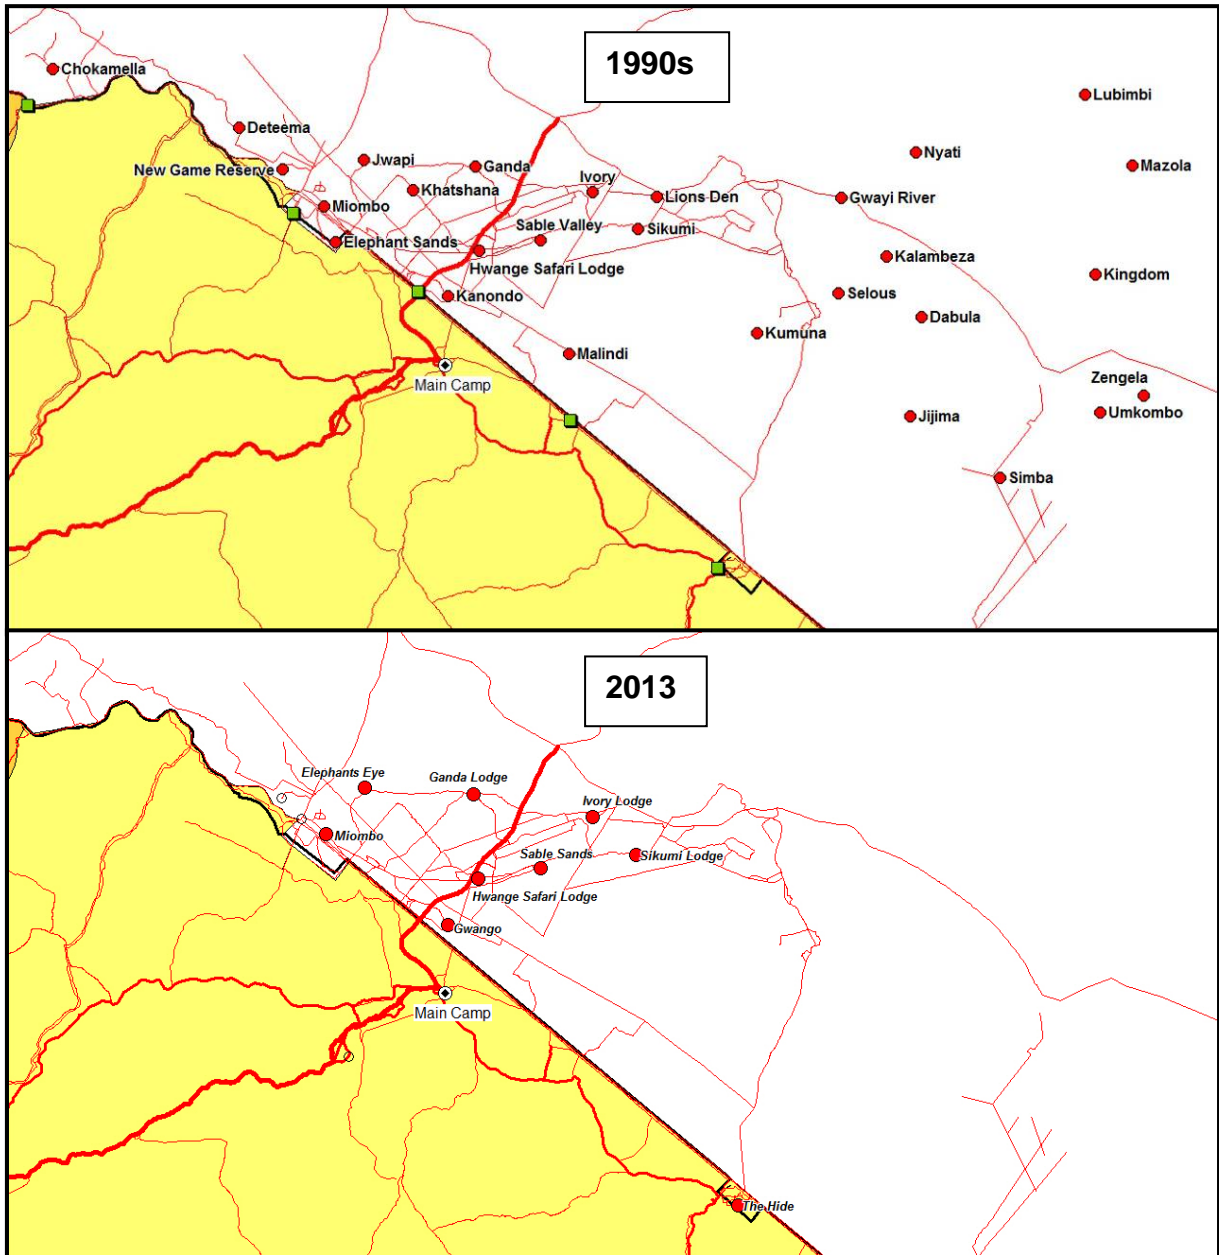 1990s
Chokamella
Lubimbi
Deteema
Nyati
Jwapi
Ganda
Mazola
New Game Reserve
Ivory
Khatshana
Lions Den
Gwayi River
Miombo
Sable Valley
Sikumi
Elephant Sands
Kalambeza
Hwange Safari Lodge
Kingdom
Kanondo
Selous
Dabula
Kumuna
Malindi
Main Camp
Zengela
Umkombo
Jijima
Simba
2013
Elephants Eye
Ganda Lodge
Ivory Lodge
Miombo
Sable Sands
Sikumi Lodge
Hwange Safari Lodge
Gwango
Main Camp
The Hide